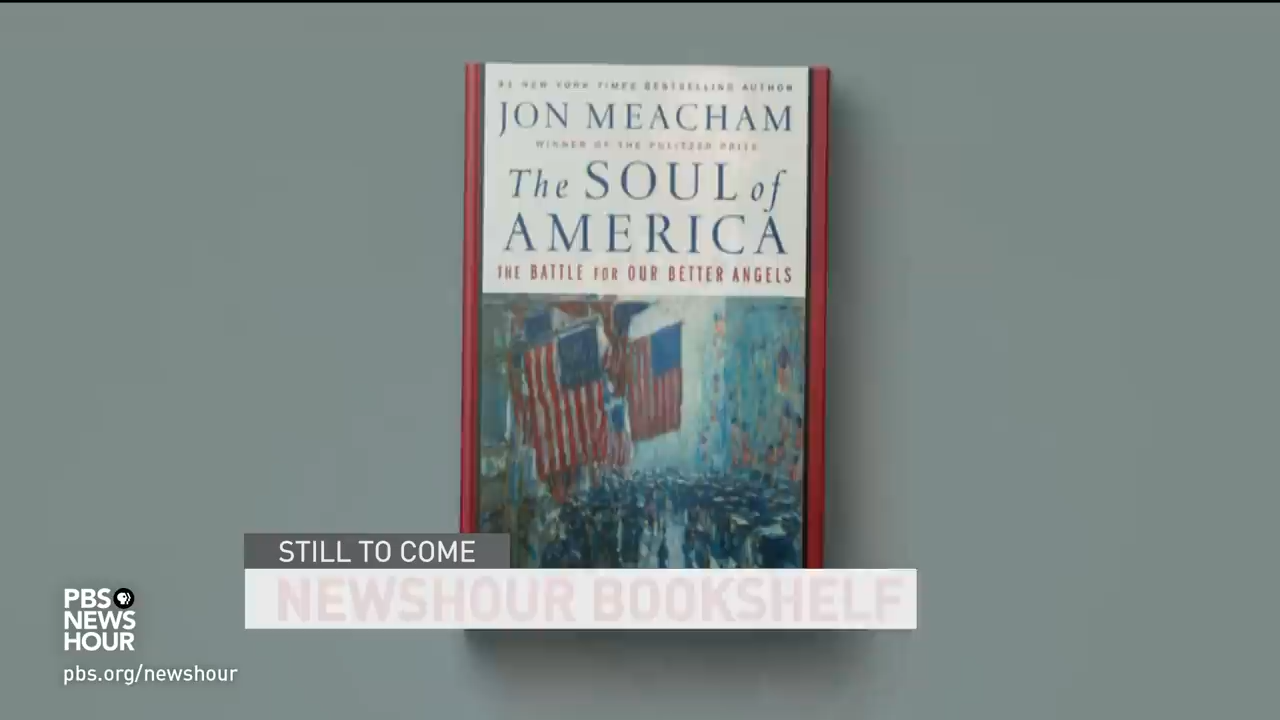 #1 NEW YORK TIMES BESTSELLING AUTHOR
JON MEACHAM
WINNER OF THE PULITZER PRIZE
The SOUL of
AMERICA
THE BATTLE FOR OUR BETTER ANGELS
STILL TO COME
NEWSHOUR BOOKSHELF
PBS
NEWS
HOUR
pbs.org/newshour